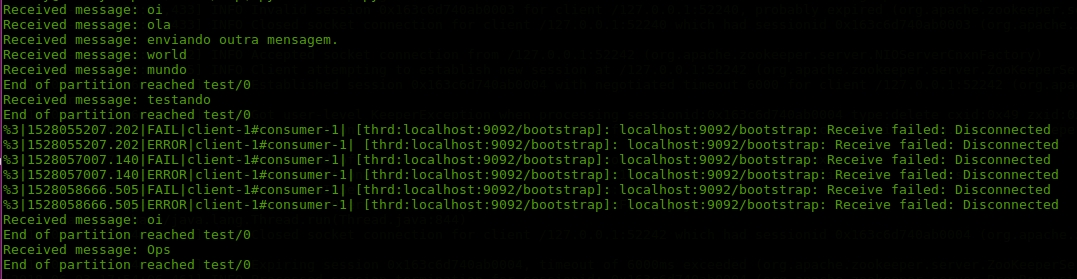 Received message: oi
Received message: ola
Received message: enviando outra mensagem.
Received message: world
Received message: mundo
End of partition reached test/0
Received message: testando
End of partition reached test/0
%3|1528055207.202|FAIL|client-1#consumer-1| [thrd:localhost:9092/bootstrap]: localhost:9092/bootstrap: Receive failed: Disconnected
%3|1528055207.202|ERROR|client-1#consumer-1| [thrd:localhost:9092/bootstrap]: localhost:9092/bootstrap: Receive failed: Disconnected
%3|1528057007.140|FAIL|client-1#consumer-1| [thrd:localhost:9092/bootstrap]: localhost:9092/bootstrap: Receive failed: Disconnected
%3|1528057007.140|ERROR|client-1#consumer-1| [thrd:localhost:9092/bootstrap]: localhost:9092/bootstrap: Receive failed: Disconnected
%3|1528058666.505|FAIL|client-1#consumer-1| [thrd:localhost:9092/bootstrap]: localhost:9092/bootstrap: Receive failed: Disconnected
%3|1528058666.505|ERROR|client-1#consumer-1| [thrd:localhost:9092/bootstrap]: localhost:9092/bootstrap: Receive failed: Disconnected
Received message: oi
End of partition reached test/0
Received message: Ops
End of partition reached test/0